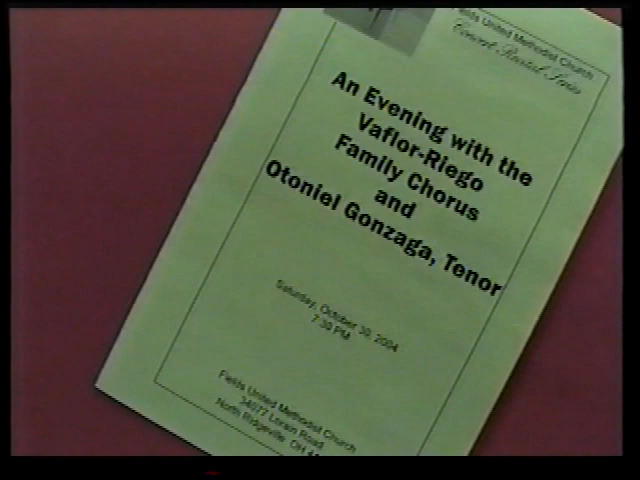 Fields United Methodist Church
Concert Recital Series
An Evening with the
Vaflor-Riego
Family Chorus
and
Otoniel Gonzaga, Tenor
Saturday, October 30, 2004
7:30 PM
Fields United Methodist Church
34077 Lorain Road
North Ridgeville, OH